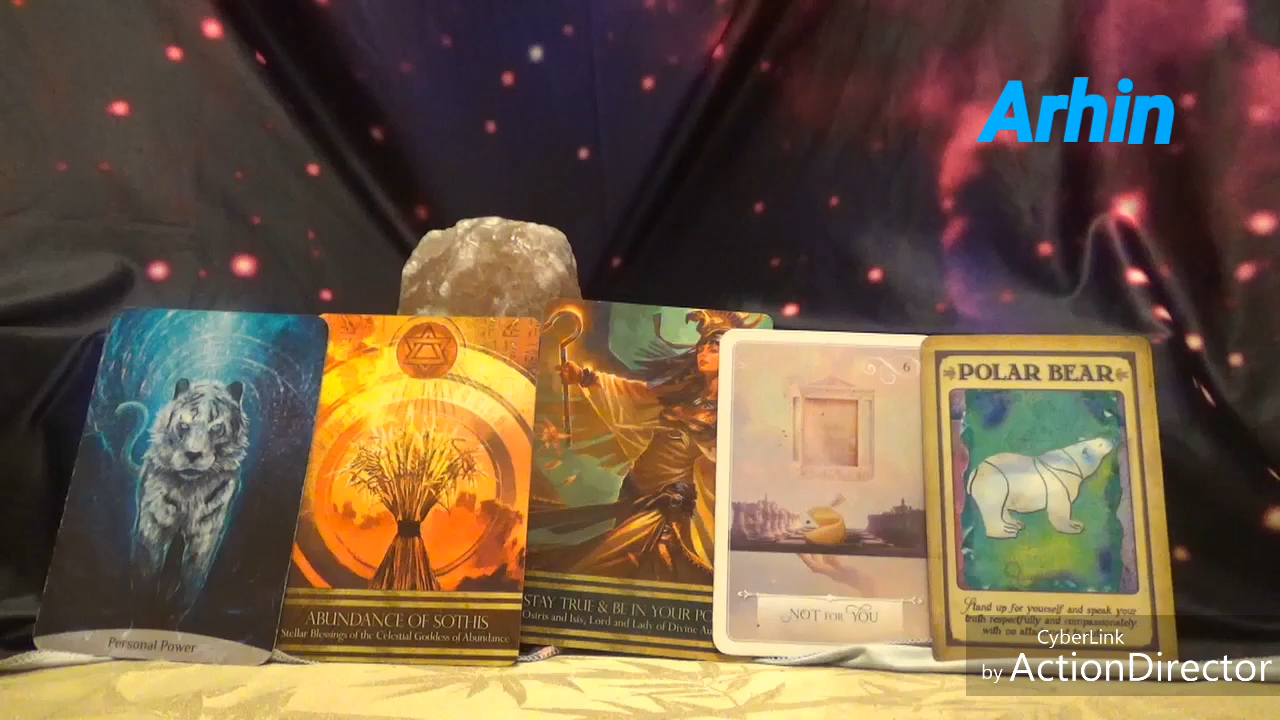 Arhin
Personal Power
ABUNDANCE OF SOTHIS
Stellar Blessings of the Celestial Goddess of Abundance
STAY TRUE & BE IN YOUR PO
Osiris and Isis, Lord and Lady of Divine Au
6
NOT FOR YOU
POLAR BEAR
Stand up for yourself and speak your
truth respectfully and compassionately,
with no
CyberLink
by ActionDirector